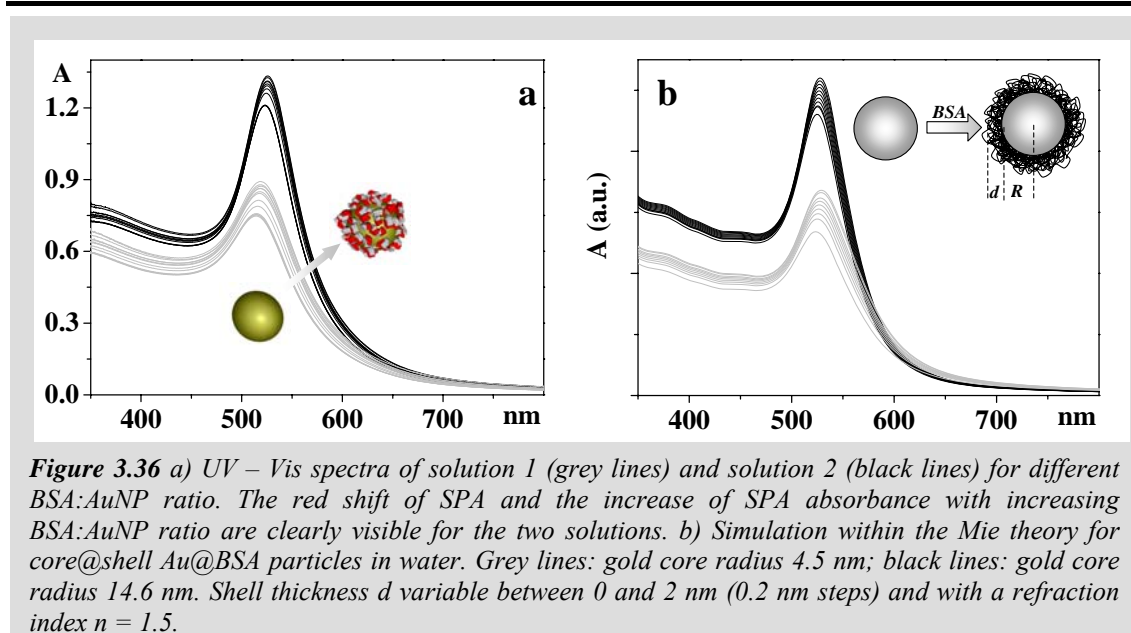 A
a
1.2
0.9
0.6
0.3
0.0
400 500 600 700 nm
b
BSA
d R
A (a.u.)
400 500 600 700 nm
Figure 3.36 a) UV – Vis spectra of solution 1 (grey lines) and solution 2 (black lines) for different
BSA:AuNP ratio. The red shift of SPA and the increase of SPA absorbance with increasing
BSA:AuNP ratio are clearly visible for the two solutions. b) Simulation within the Mie theory for
core@shell Au@BSA particles in water. Grey lines: gold core radius 4.5 nm; black lines: gold core
radius 14.6 nm. Shell thickness d variable between 0 and 2 nm (0.2 nm steps) and with a refraction
index n = 1.5.